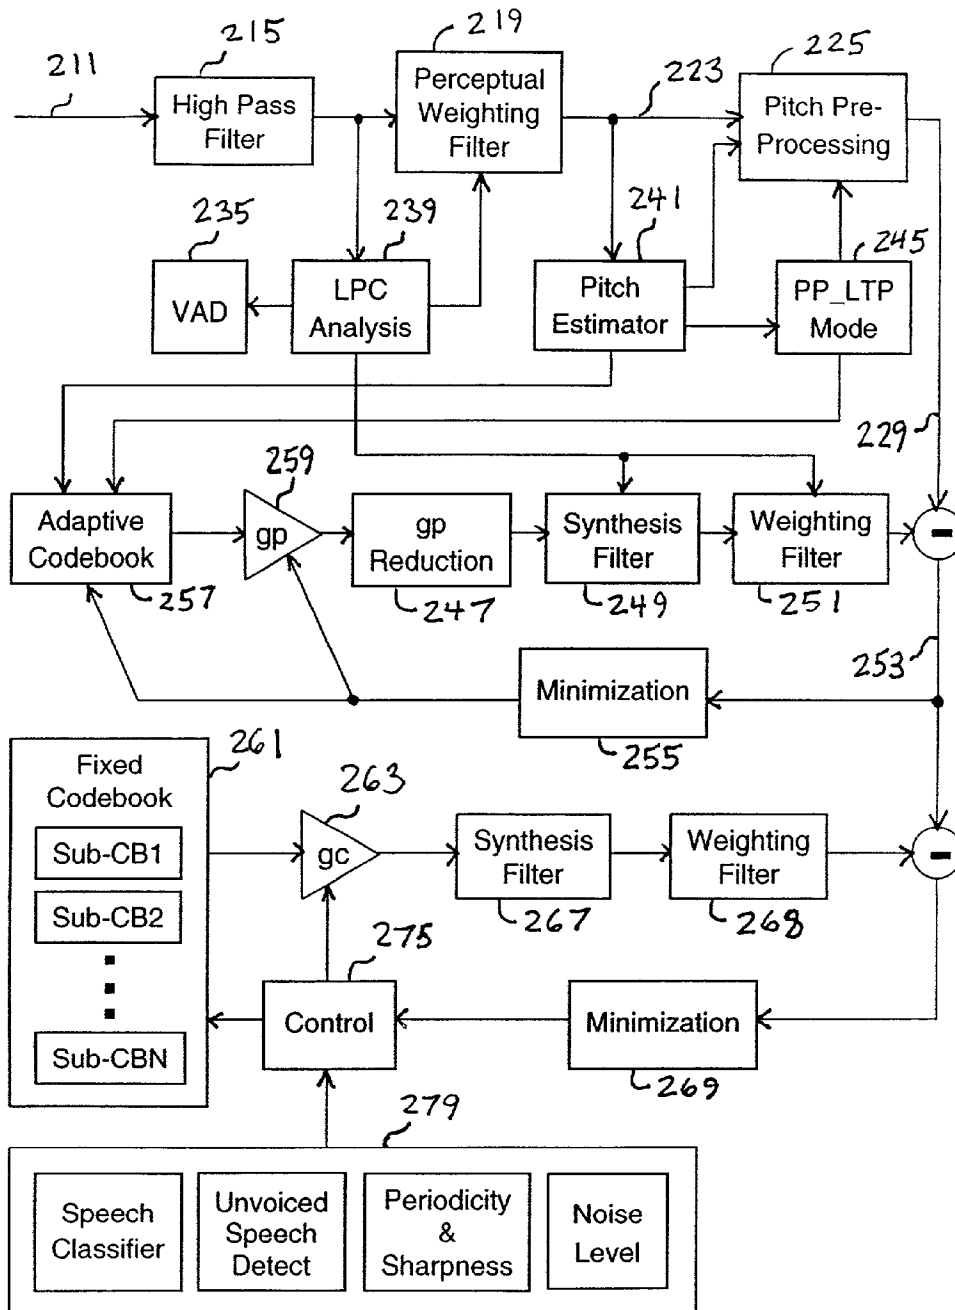 215
219
225
211
223
High Pass
Filter
Perceptual
Weighting
Filter
Pitch Pre-
Processing
235
239
241
245
VAD
LPC
Analysis
Pitch
Estimator
PP_LTP
Mode
229
259
Adaptive
Codebook
gp
gp
Reduction
Synthesis
Filter
Weighting
Filter
-
257
247
249
251
253
Minimization
255
261
Fixed
Codebook
Sub-CB1
Sub-CB2
Sub-CBN
263
gc
Synthesis
Filter
Weighting
Filter
-
267
268
275
Control
Minimization
269
279
Speech
Classifier
Unvoiced
Speech
Detect
Periodicity
&
Sharpness
Noise
Level